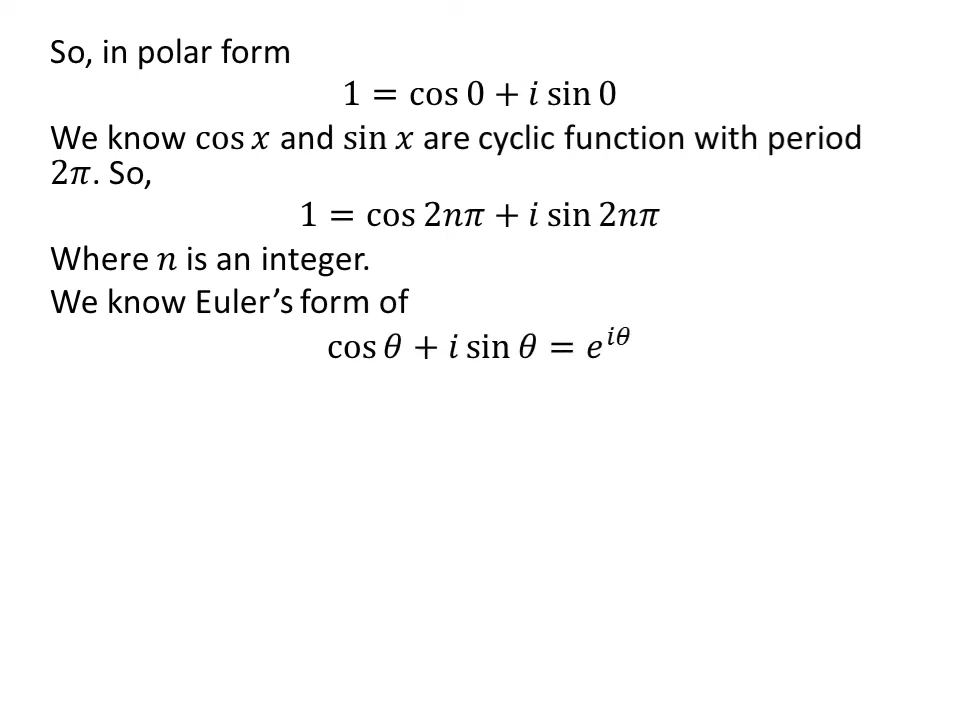 So, in polar form
1 = cos 0 + i sin 0
We know cos x and sin x are cyclic function with period
2π. So,
1 = cos 2nπ + i sin 2nπ
Where n is an integer.
We know Euler’s form of
cos θ + i sin θ = e^{iθ}